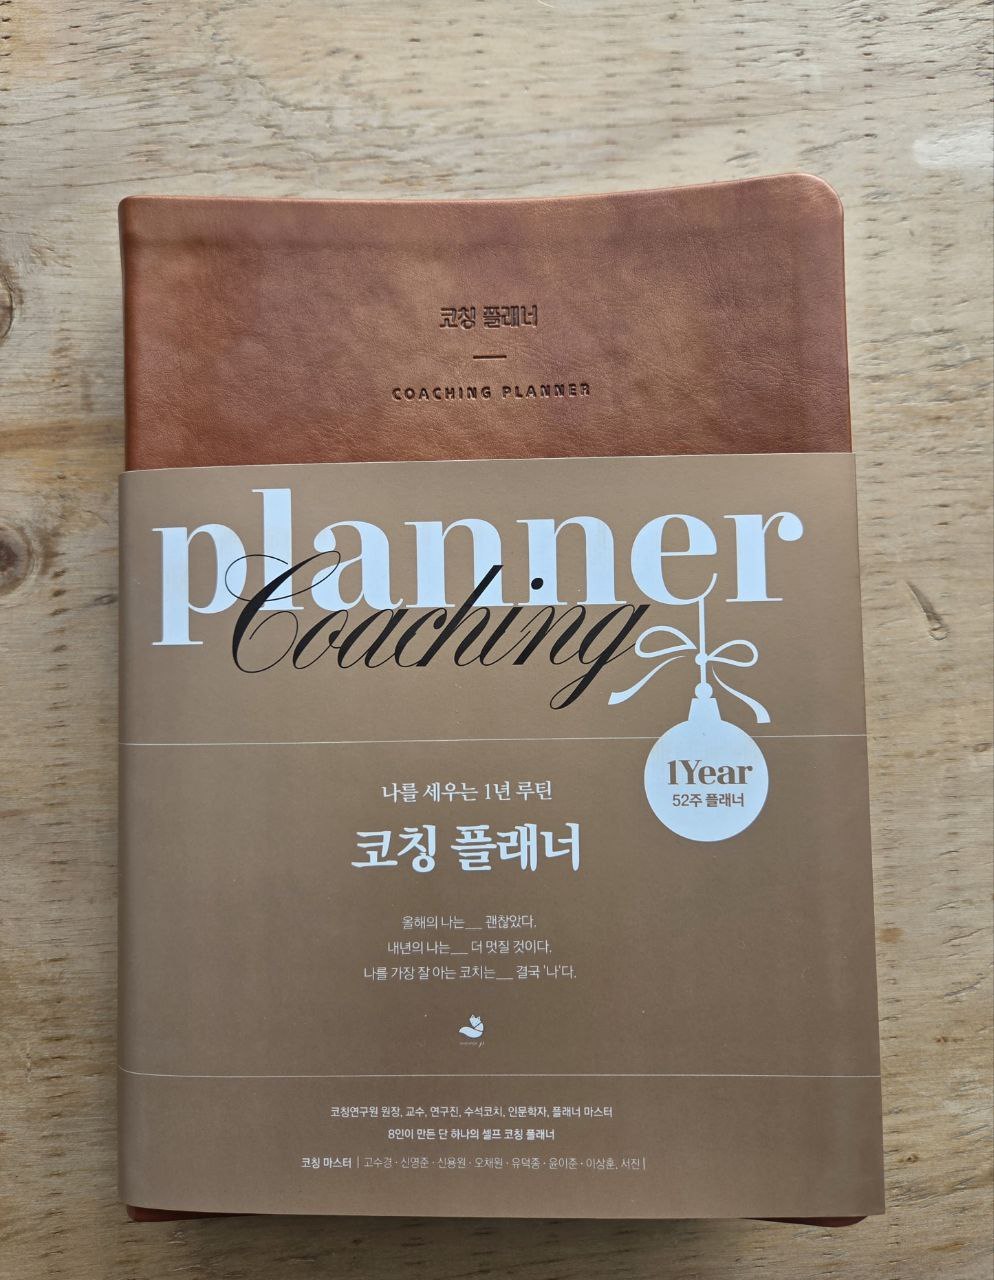 코칭 플래너
COACHING PLANNER
planner
Coaching
1Year
52주 플래너
나를 세우는 1년 루틴
코칭 플래너
올해의 나는__ 괜찮았다.
내년의 나는__ 더 멋질 것이다.
나를 가장 잘 아는 코치는__ 결국 '나'다.
코칭연구원 원장, 교수, 연구진, 수석코치, 인문학자, 플래너 마스터
8인이 만든 단 하나의 셀프 코칭 플래너
코칭 마스터 | 고수경 · 신영준 · 신용원 · 오채원 · 유덕종 · 윤이준 · 이상훈, 서진 |